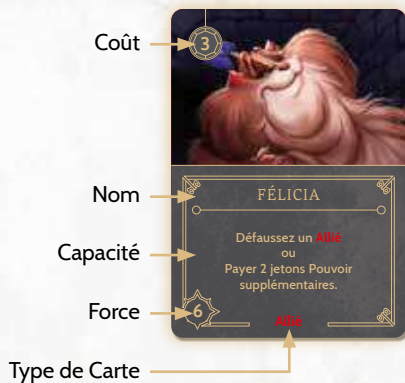 Coût
3
Nom
FÉLICIA
Capacité
Défaussez un Allié
ou
Payer 2 jetons Pouvoir
supplémentaires.
Force
6
Allié
Type de Carte